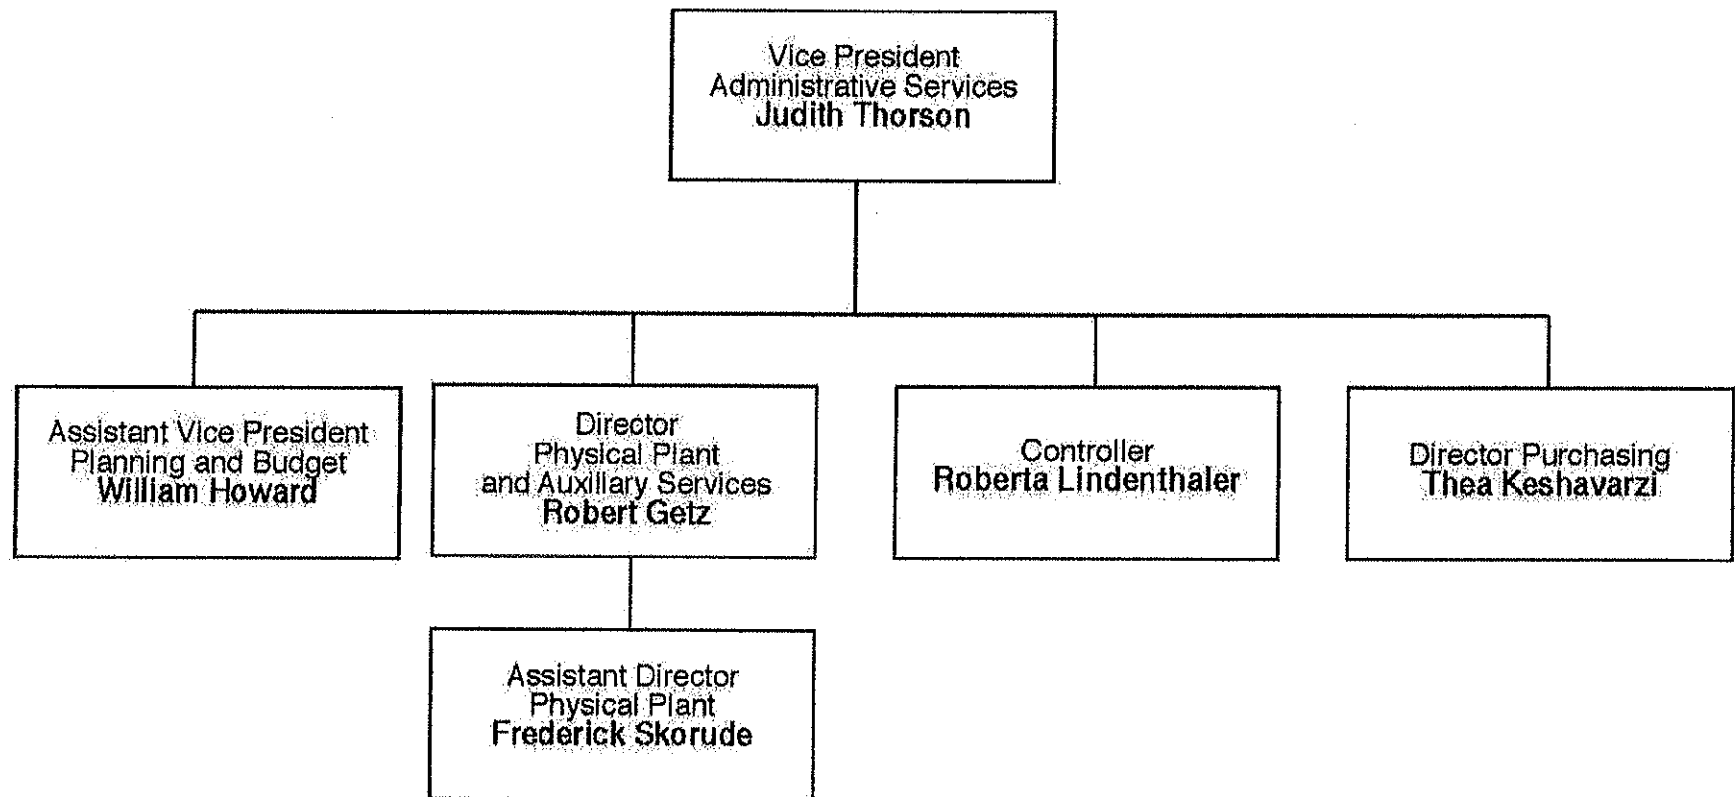 Vice President
Administrative Services
Judith Thorson
Assistant Vice President
Planning and Budget
William Howard
Director
Physical Plant
and Auxiliary Services
Robert Getz
Controller
Roberta Lindenthaler
Director Purchasing
Thea Keshavarzi
Assistant Director
Physical Plant
Frederick Skorude